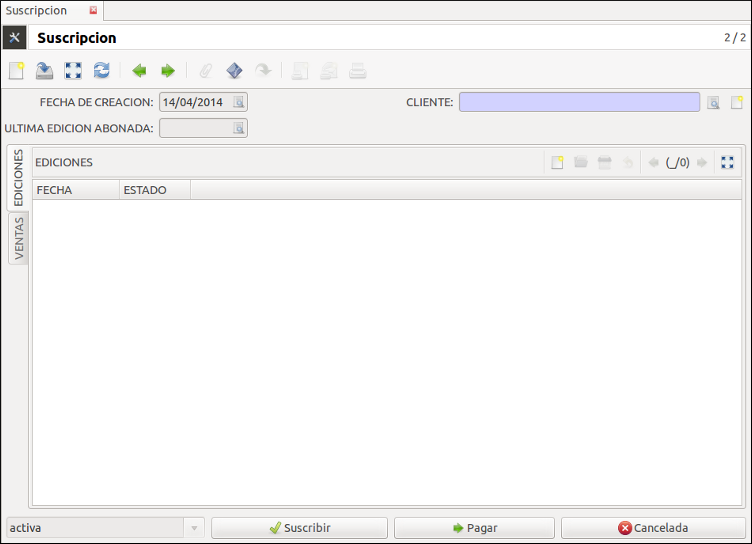 Suscripcion
Suscripcion 2 / 2
FECHA DE CREACION: 14/04/2014 CLIENTE:
ULTIMA EDICION ABONADA:
EDICIONES
VENTAS
EDICIONES (_/0)
FECHA ESTADO
activa Suscribir Pagar Cancelada